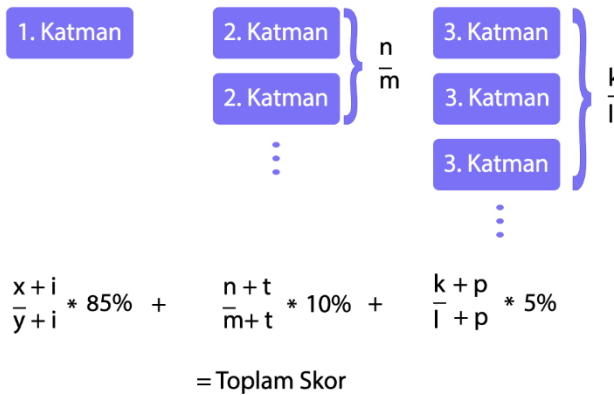 1. Katman 2. Katman 3. Katman
n
m
2. Katman 3. Katman
k
l
3. Katman
x + i
y + i * 85% +
n + t
m + t * 10% +
k + p
l + p * 5%
= Toplam Skor